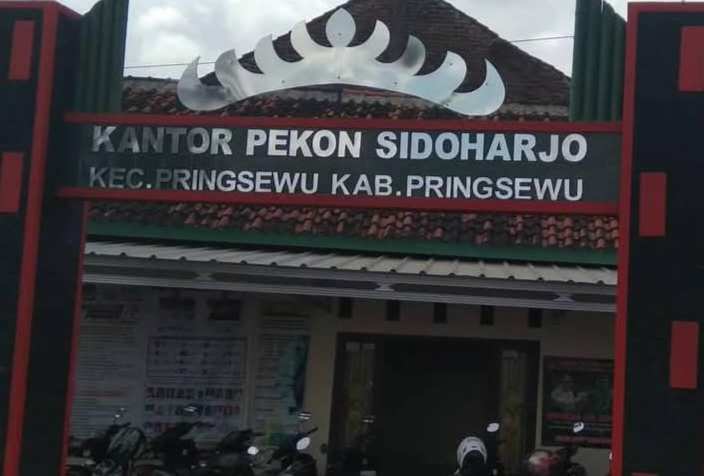 KANTOR PEKON SIDOHARJO
KEC.PRINGSEWU KAB.PRINGSEWU